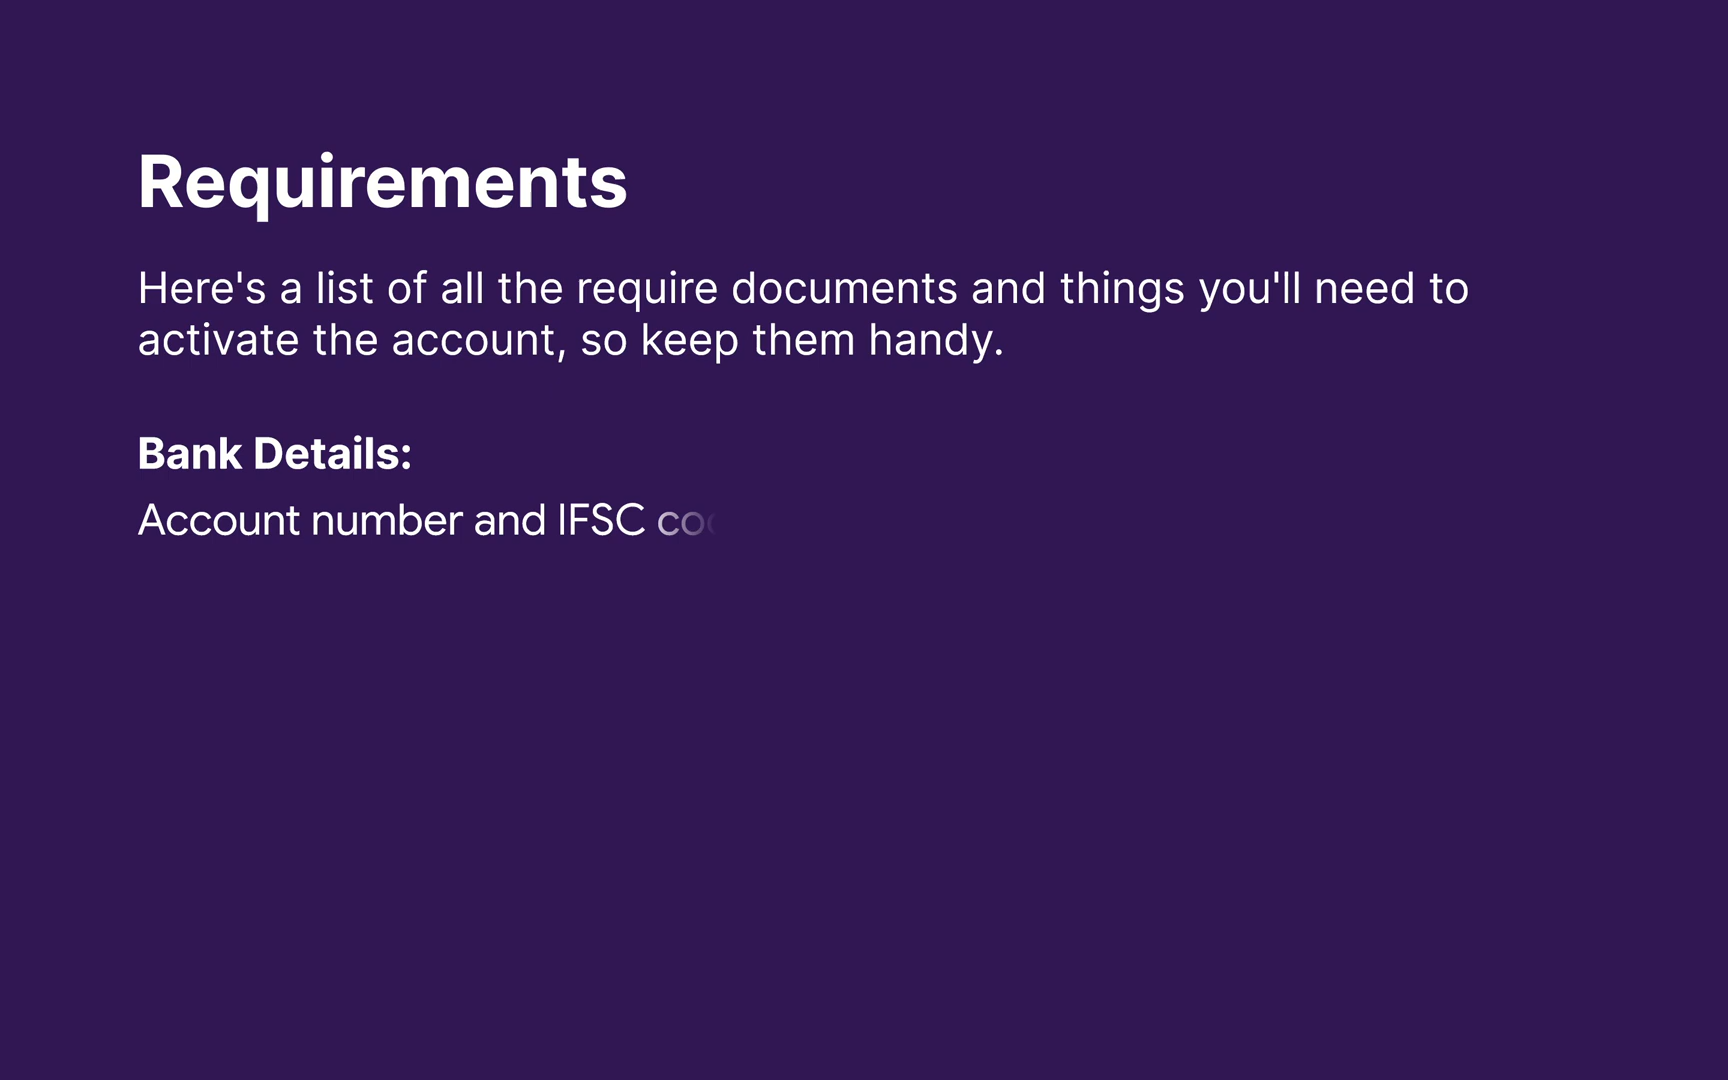 Requirements
Here's a list of all the require documents and things you'll need to
activate the account, so keep them handy.
Bank Details:
Account number and IFSC